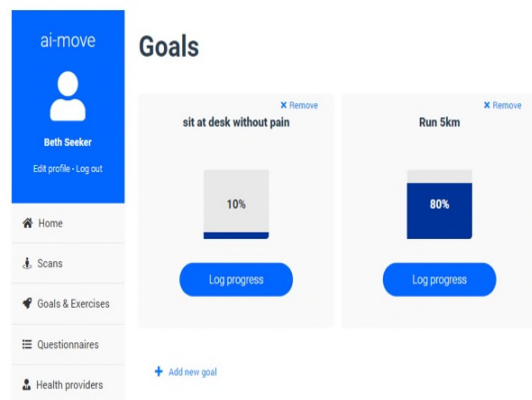 ai-move
Beth Seeker
Edit profile - Log out
Home
Scans
Goals & Exercises
Questionnaires
Health providers
Goals
Remove
sit at desk without pain
10%
Log progress
Remove
Run 5km
80%
Log progress
Add new goal